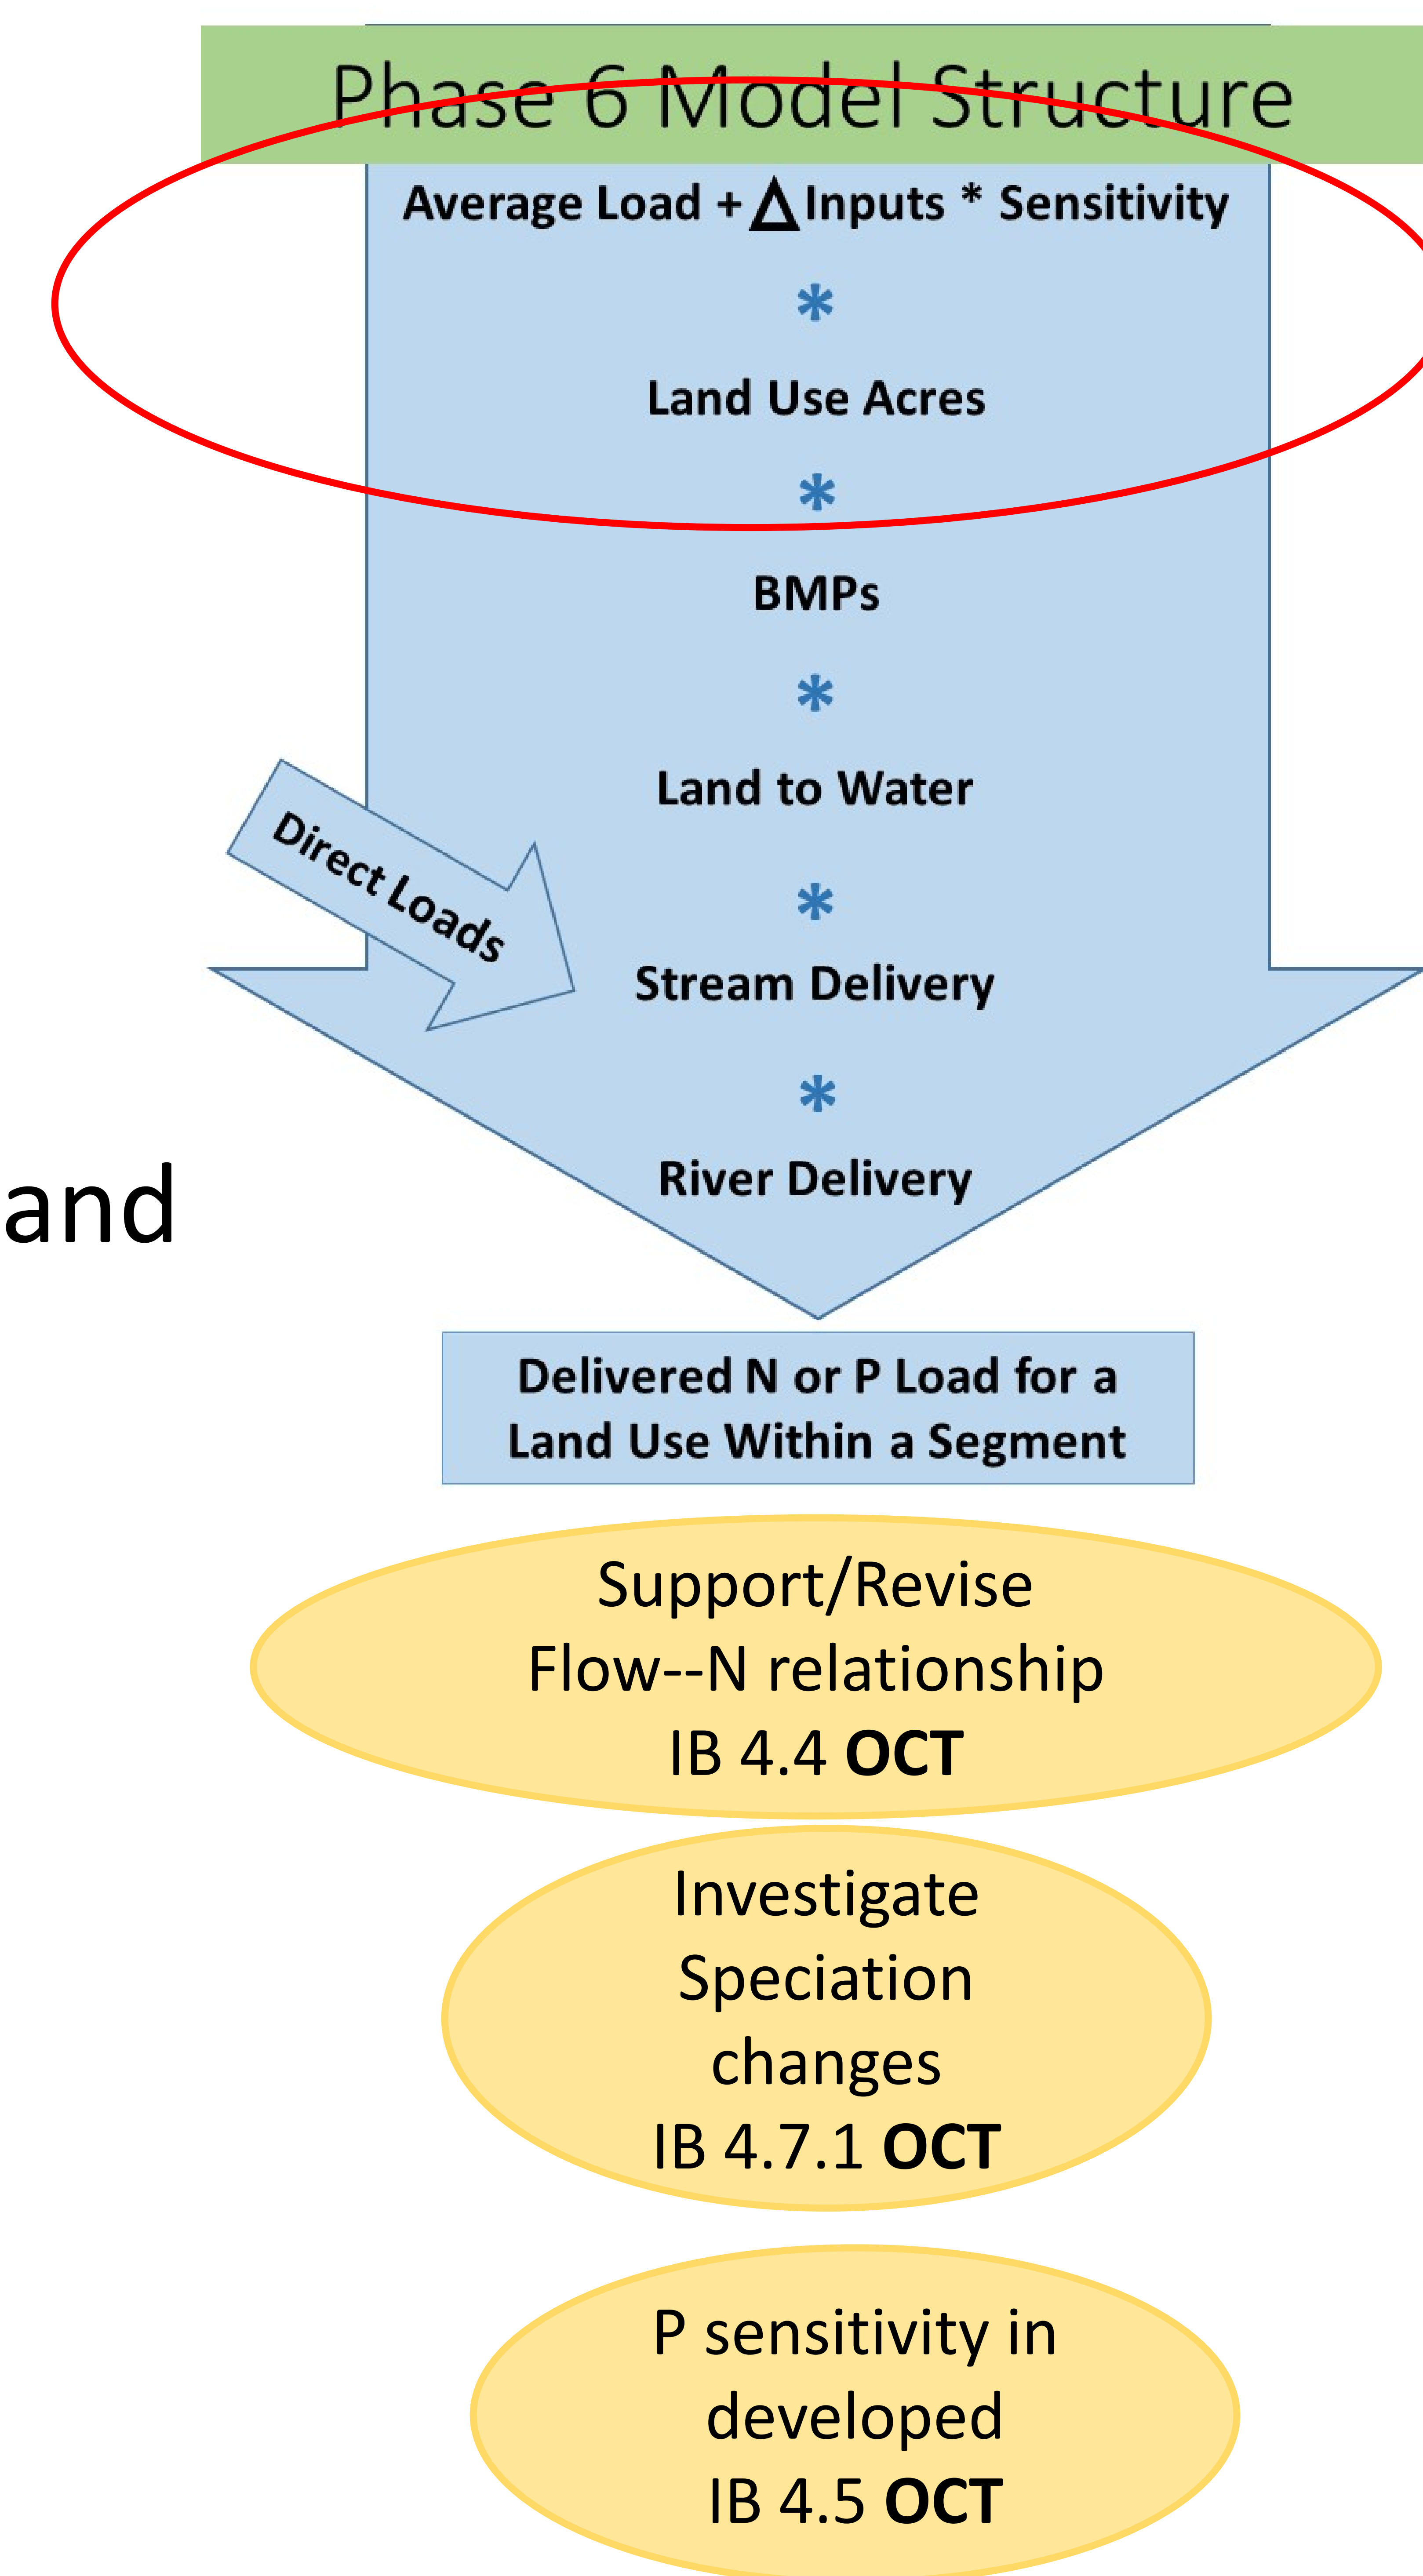 Phase 6 Model Structure
Average Load + Δ Inputs * Sensitivity
*
Land Use Acres
*
BMPs
*
Land to Water
*
Direct Loads
Stream Delivery
*
River Delivery
and
Delivered N or P Load for a
Land Use Within a Segment
Support/Revise
Flow--N relationship
IB 4.4 OCT
Investigate
Speciation
changes
IB 4.7.1 OCT
P sensitivity in
developed
IB 4.5 OCT